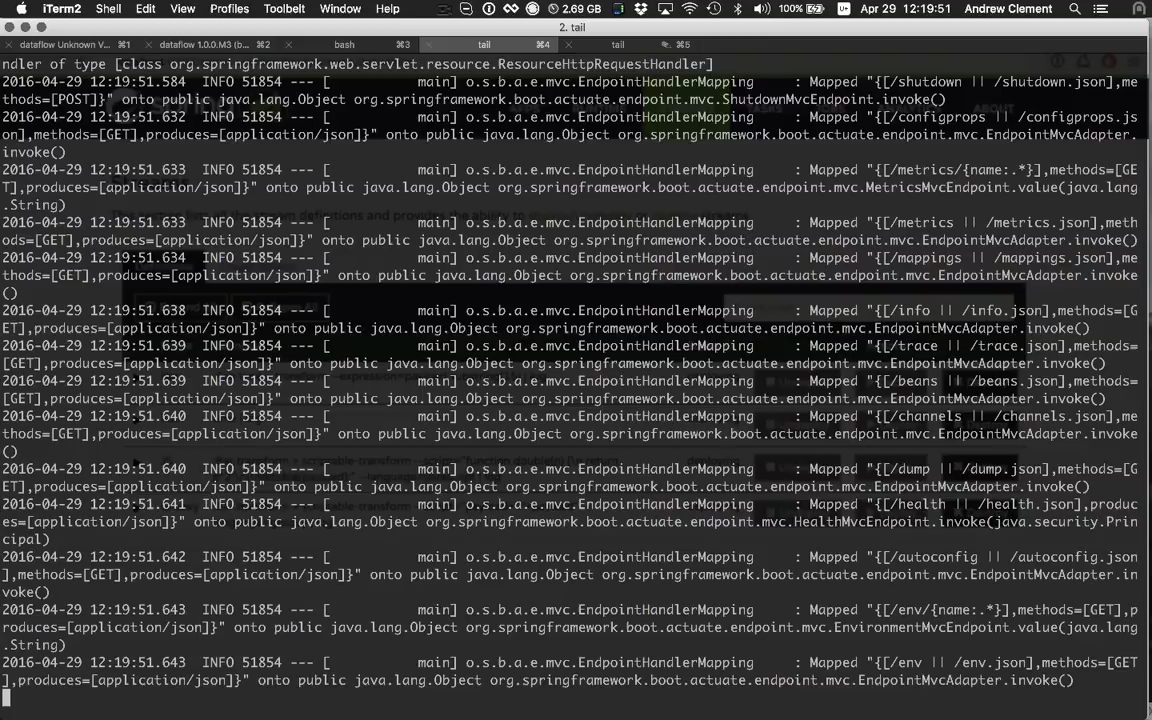 iTerm2 Shell Edit View Profiles Toolbelt Window Help 2.69 GB 100% U+ Apr 29 12:19:51 Andrew Clement
2. tail
dataflow Unknown V... ⌘1 dataflow 1.0.0.M3 (b... ⌘2 bash ⌘3 tail ⌘4 tail ⌘5
ndler of type [class org.springframework.web.servlet.resource.ResourceHttpRequestHandler]
2016-04-29 12:19:51.584  INFO 51854 --- [           main] o.s.b.a.e.mvc.EndpointHandlerMapping     : Mapped "{[/shutdown || /shutdown.json],me
thods=[POST]}" onto public java.lang.Object org.springframework.boot.actuate.endpoint.mvc.ShutdownMvcEndpoint.invoke()
2016-04-29 12:19:51.632  INFO 51854 --- [           main] o.s.b.a.e.mvc.EndpointHandlerMapping     : Mapped "{[/configprops || /configprops.js
on],methods=[GET],produces=[application/json]}" onto public java.lang.Object org.springframework.boot.actuate.endpoint.mvc.EndpointMvcAdapter.
invoke()
2016-04-29 12:19:51.633  INFO 51854 --- [           main] o.s.b.a.e.mvc.EndpointHandlerMapping     : Mapped "{[/metrics/{name:.*}],methods=[GE
T],produces=[application/json]}" onto public java.lang.Object org.springframework.boot.actuate.endpoint.mvc.MetricsMvcEndpoint.value(java.lang
.String)
2016-04-29 12:19:51.633  INFO 51854 --- [           main] o.s.b.a.e.mvc.EndpointHandlerMapping     : Mapped "{[/metrics || /metrics.json],meth
ods=[GET],produces=[application/json]}" onto public java.lang.Object org.springframework.boot.actuate.endpoint.mvc.EndpointMvcAdapter.invoke()
2016-04-29 12:19:51.634  INFO 51854 --- [           main] o.s.b.a.e.mvc.EndpointHandlerMapping     : Mapped "{[/mappings || /mappings.json],me
thods=[GET],produces=[application/json]}" onto public java.lang.Object org.springframework.boot.actuate.endpoint.mvc.EndpointMvcAdapter.invoke
()
2016-04-29 12:19:51.638  INFO 51854 --- [           main] o.s.b.a.e.mvc.EndpointHandlerMapping     : Mapped "{[/info || /info.json],methods=[G
ET],produces=[application/json]}" onto public java.lang.Object org.springframework.boot.actuate.endpoint.mvc.EndpointMvcAdapter.invoke()
2016-04-29 12:19:51.639  INFO 51854 --- [           main] o.s.b.a.e.mvc.EndpointHandlerMapping     : Mapped "{[/trace || /trace.json],methods=
[GET],produces=[application/json]}" onto public java.lang.Object org.springframework.boot.actuate.endpoint.mvc.EndpointMvcAdapter.invoke()
2016-04-29 12:19:51.639  INFO 51854 --- [           main] o.s.b.a.e.mvc.EndpointHandlerMapping     : Mapped "{[/beans || /beans.json],methods=
[GET],produces=[application/json]}" onto public java.lang.Object org.springframework.boot.actuate.endpoint.mvc.EndpointMvcAdapter.invoke()
2016-04-29 12:19:51.640  INFO 51854 --- [           main] o.s.b.a.e.mvc.EndpointHandlerMapping     : Mapped "{[/channels || /channels.json],me
thods=[GET],produces=[application/json]}" onto public java.lang.Object org.springframework.boot.actuate.endpoint.mvc.EndpointMvcAdapter.invoke
()
2016-04-29 12:19:51.640  INFO 51854 --- [           main] o.s.b.a.e.mvc.EndpointHandlerMapping     : Mapped "{[/dump || /dump.json],methods=[G
ET],produces=[application/json]}" onto public java.lang.Object org.springframework.boot.actuate.endpoint.mvc.EndpointMvcAdapter.invoke()
2016-04-29 12:19:51.641  INFO 51854 --- [           main] o.s.b.a.e.mvc.EndpointHandlerMapping     : Mapped "{[/health || /health.json],produc
es=[application/json]}" onto public java.lang.Object org.springframework.boot.actuate.endpoint.mvc.HealthMvcEndpoint.invoke(java.security.Prin
cipal)
2016-04-29 12:19:51.642  INFO 51854 --- [           main] o.s.b.a.e.mvc.EndpointHandlerMapping     : Mapped "{[/autoconfig || /autoconfig.json
],methods=[GET],produces=[application/json]}" onto public java.lang.Object org.springframework.boot.actuate.endpoint.mvc.EndpointMvcAdapter.in
voke()
2016-04-29 12:19:51.643  INFO 51854 --- [           main] o.s.b.a.e.mvc.EndpointHandlerMapping     : Mapped "{[/env/{name:.*}],methods=[GET],p
roduces=[application/json]}" onto public java.lang.Object org.springframework.boot.actuate.endpoint.mvc.EnvironmentMvcEndpoint.value(java.lang
.String)
2016-04-29 12:19:51.643  INFO 51854 --- [           main] o.s.b.a.e.mvc.EndpointHandlerMapping     : Mapped "{[/env || /env.json],methods=[GET
],produces=[application/json]}" onto public java.lang.Object org.springframework.boot.actuate.endpoint.mvc.EndpointMvcAdapter.invoke()